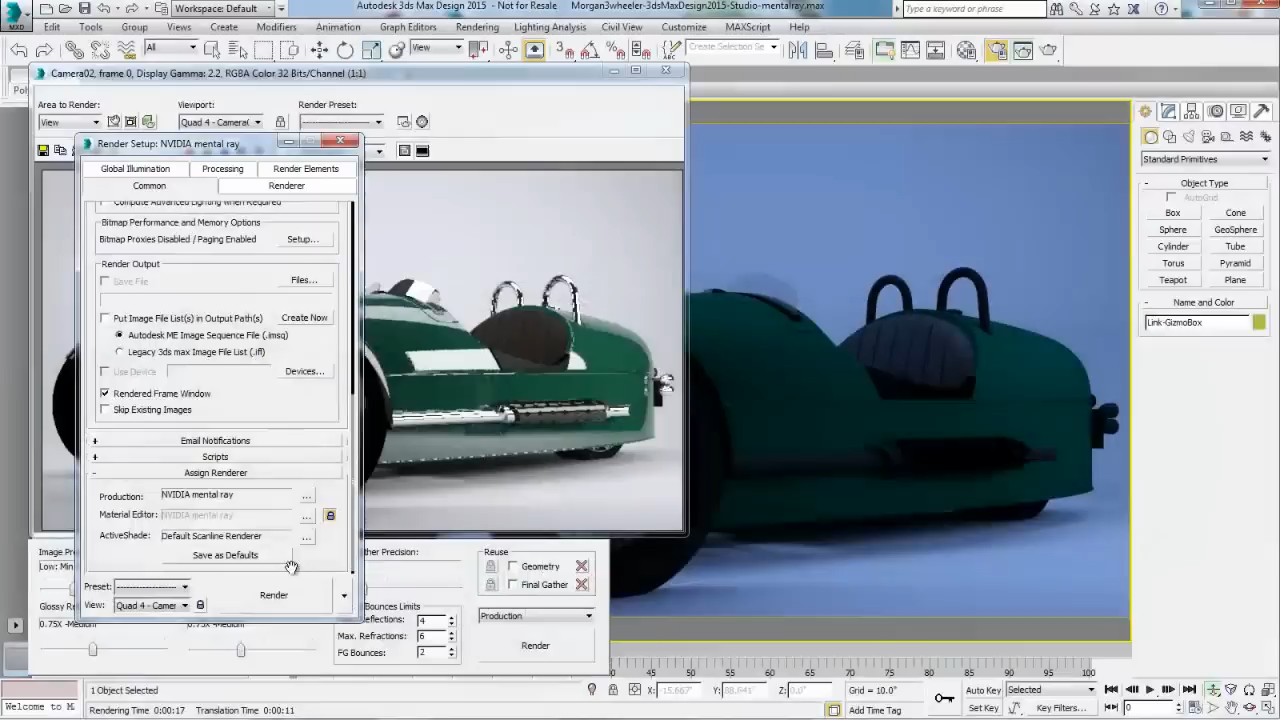 Workspace: Default
Autodesk 3ds Max Design 2015 - Not for Resale Morgan3wheeler-3dsMaxDesign2015-Studio-mentalray.max
Type a keyword or phrase
MXD
Edit Tools Group Views Create Modifiers Animation Graph Editors Rendering Lighting Analysis Civil View Customize MAXScript Help
All
View
Create Selection Se
Camera02, frame 0, Display Gamma: 2.2, RGBA Color 32 Bits/Channel (1:1)
Area to Render:
Viewport:
Render Preset:
View
Quad 4 - Camera(
Render Setup: NVIDIA mental ray
Global Illumination
Processing
Render Elements
Common
Renderer
Compute Advanced Lighting when Required
Bitmap Performance and Memory Options
Bitmap Proxies Disabled / Paging Enabled
Setup...
Render Output
Save File
Files...
Put Image File List(s) in Output Path(s)
Create Now
Autodesk ME Image Sequence File (.imsq)
Legacy 3ds max Image File List (.ifl)
Use Device
Devices...
Rendered Frame Window
Skip Existing Images
+ Email Notifications
+ Scripts
- Assign Renderer
Production: NVIDIA mental ray ...
Material Editor: NVIDIA mental ray ...
ActiveShade: Default Scanline Renderer ...
Save as Defaults
Preset:
View: Quad 4 - Camer
Render
Image Pre
Low: Min
0.75X -Medium
0.75X -Medium
ther Precision:
Bounces Limits
4
Max. Refractions: 6
FG Bounces: 2
Reuse
Geometry
Final Gather
Production
Render
Standard Primitives
- Object Type
AutoGrid
Box Cone
Sphere GeoSphere
Cylinder Tube
Torus Pyramid
Teapot Plane
- Name and Color
Link-GizmoBox
45 50 55 60 65 70 75 80 85 90 95 100
1 Object Selected
X: -15.667" Y: Z: 0.0" Grid = 10.0"
Auto Key Selected
Welcome to M
Rendering Time 0:00:17 Translation Time 0:00:11
Add Time Tag
Set Key
Key Filters...
0